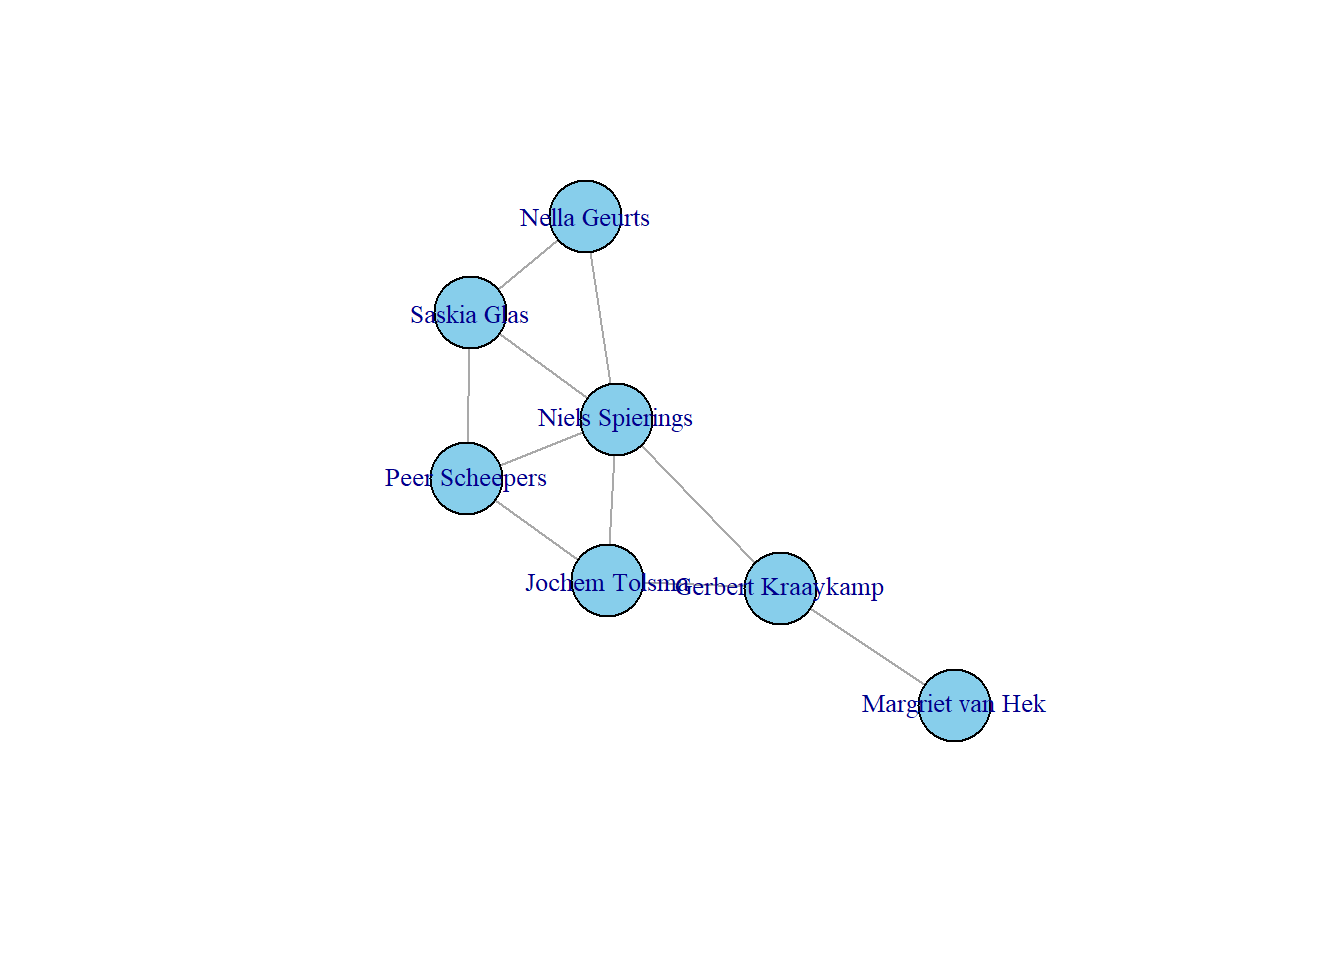 Nella Geurts
Saskia Glas
Niels Spierings
Peer Scheepers
Jochem Tolsma
Gerbert Kraaykamp
Margriet van Hek